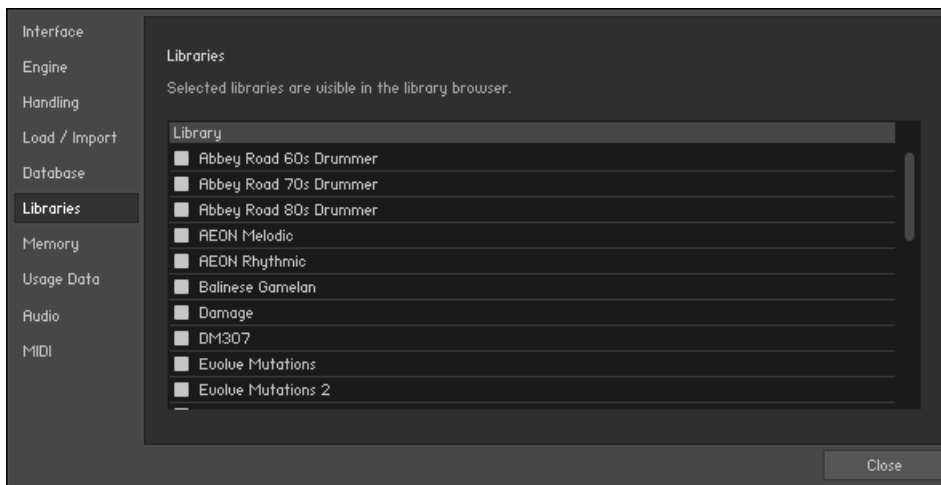 Interface
Engine
Handling
Load / Import
Database
Libraries
Memory
Usage Data
Audio
MIDI
Libraries
Selected libraries are visible in the library browser.
Library
Abbey Road 60s Drummer
Abbey Road 70s Drummer
Abbey Road 80s Drummer
AEON Melodic
AEON Rhythmic
Balinese Gamelan
Damage
DM307
Evolve Mutations
Evolve Mutations 2
Close